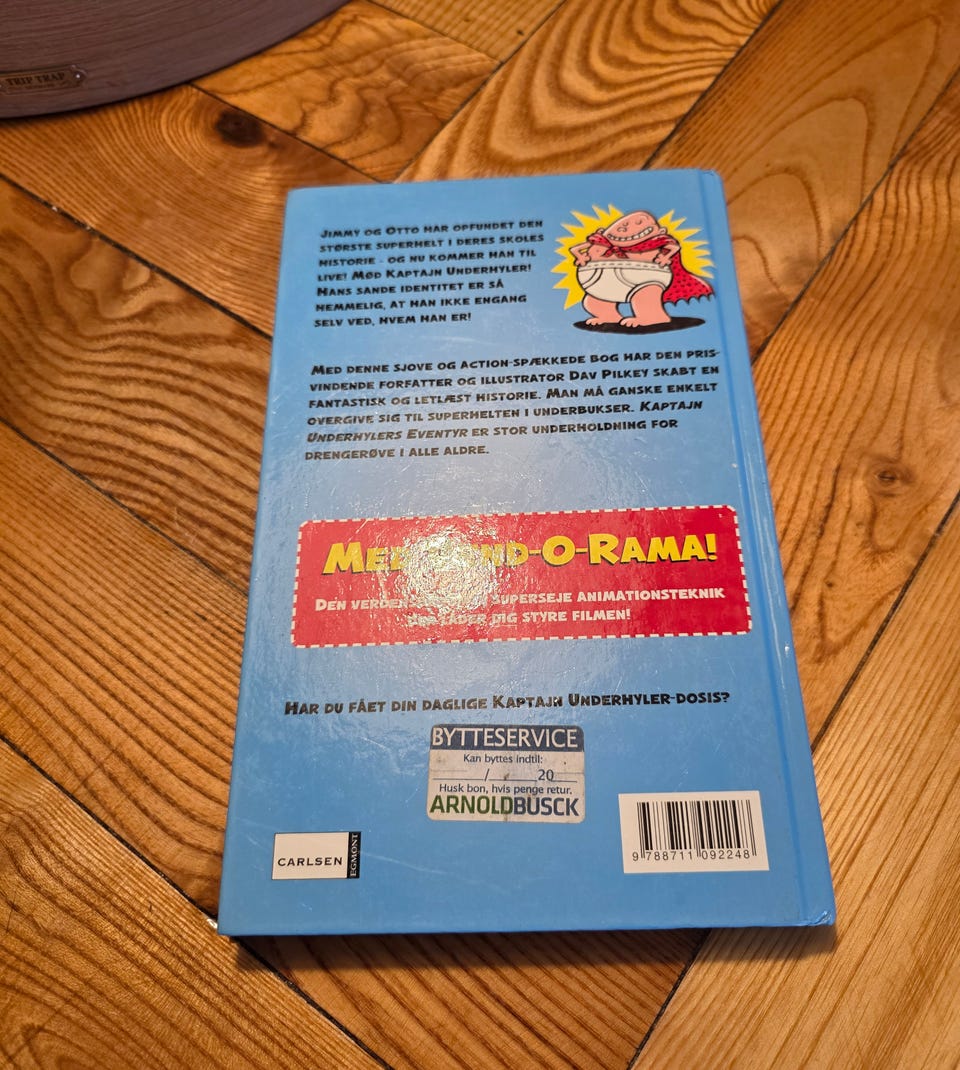 TRIP TRAP
JIMMY OG OTTO HAR OPFUNDET DEN
STØRSTE SUPERHELT I DERES SKOLES
HISTORIE - OG NU KOMMER HAN TIL
LIVE! MØD KAPTAJN UNDERHYLER!
HANS SANDE IDENTITET ER SÅ
HEMMELIG, AT HAN IKKE ENGANG
SELV VED, HVEM HAN ER!
MED DENNE SJOVE OG ACTION-SPÆKKEDE BOG HAR DEN PRIS-
VINDENDE FORFATTER OG ILLUSTRATOR DAV PILKEY SKABT EN
FANTASTISK OG LETLÆST HISTORIE. MAN MÅ GANSKE ENKELT
OVERGIVE SIG TIL SUPERHELTEN I UNDERBUKSER. KAPTAJN
UNDERHYLERS EVENTYR ER STOR UNDERHOLDNING FOR
DRENGERØVE I ALLE ALDRE.
MED -O-RAMA!
DEN SUPERSEJE ANIMATIONSTEKNIK
DER LADER DIG STYRE FILMEN!
HAR DU FÅET DIN DAGLIGE KAPTAJN UNDERHYLER-DOSIS?
BYTTESERVICE
Kan byttes indtil:
____/____20__
Husk bon, hvis penge retur.
ARNOLDBUSCK
CARLSEN
EGMONT
9 788711 092248